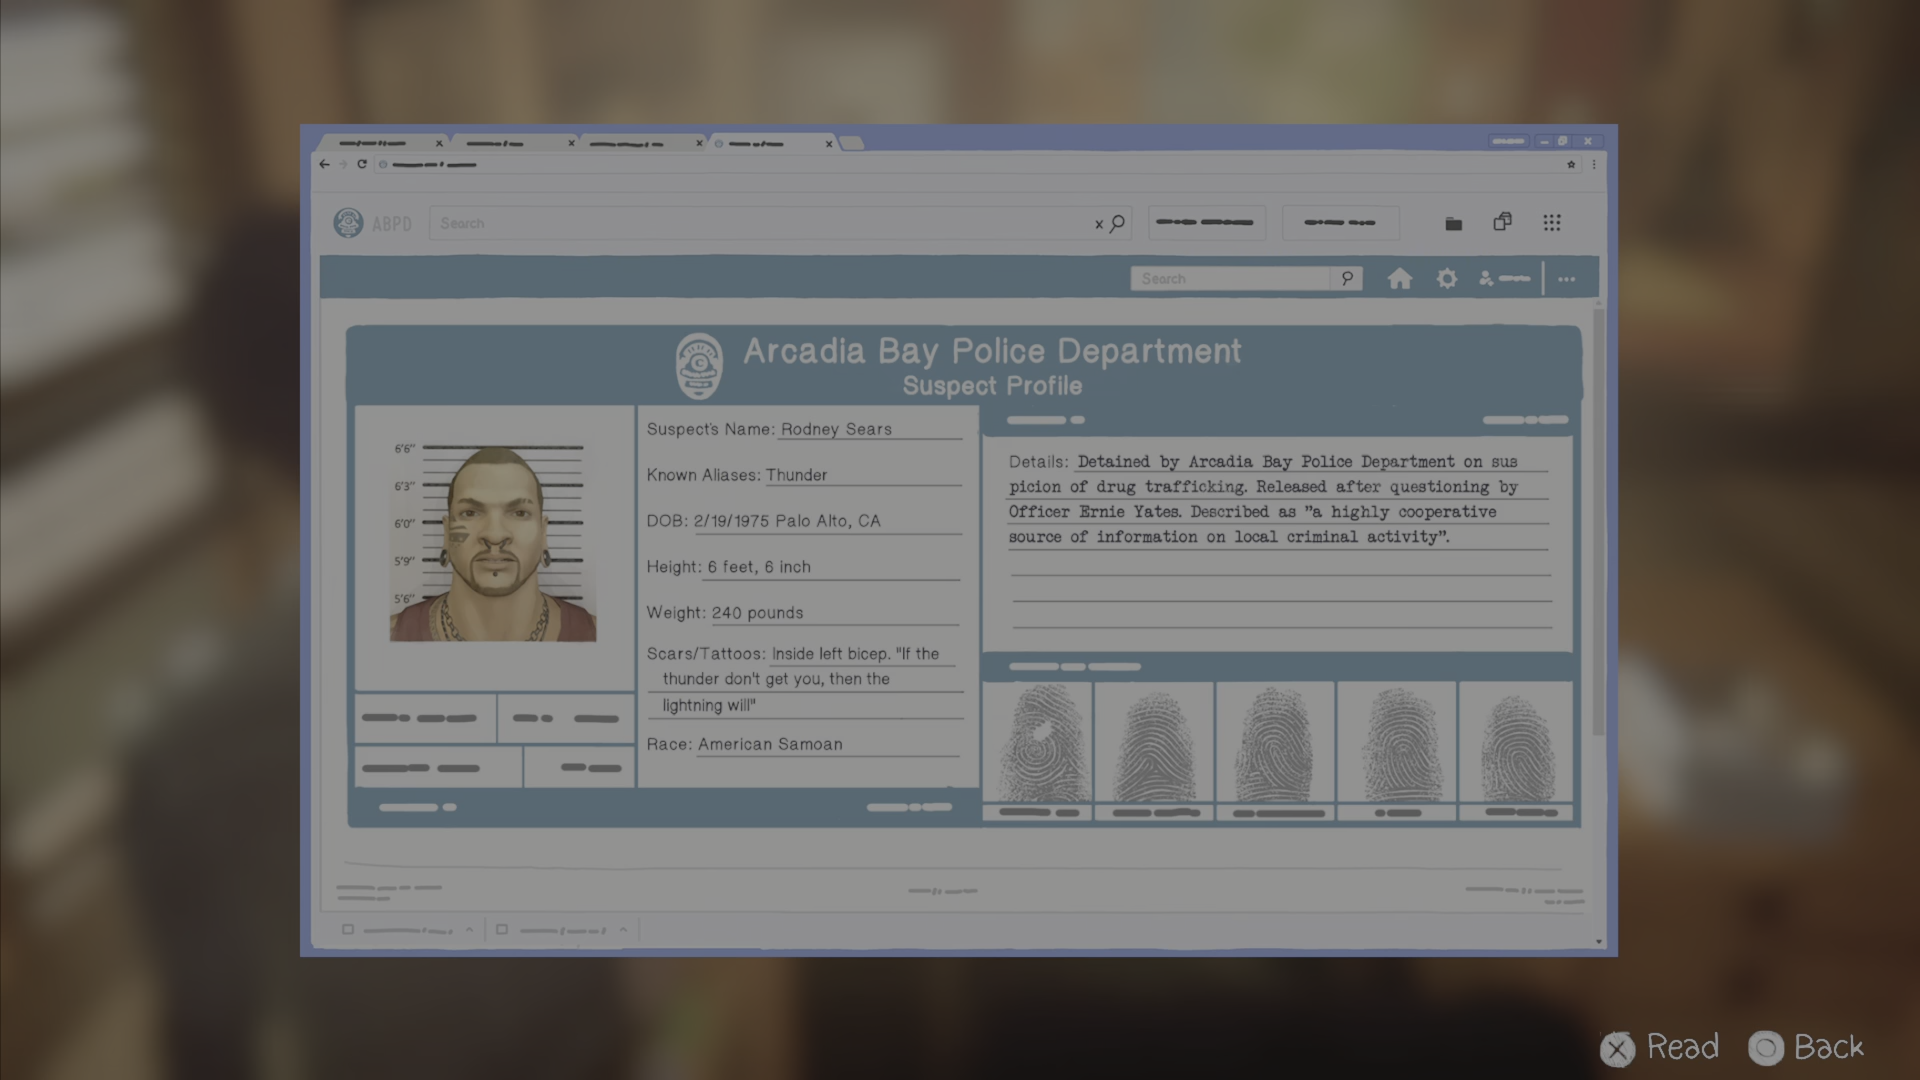 ABPD
Search
Search
Arcadia Bay Police Department
Suspect Profile
6'6"
6'3"
6'0"
5'9"
5'6"
Suspect's Name: Rodney Sears
Known Aliases: Thunder
DOB: 2/19/1975 Palo Alto, CA
Height: 6 feet, 6 inch
Weight: 240 pounds
Scars/Tattoos: Inside left bicep. "If the
thunder don't get you, then the
lightning will"
Race: American Samoan
Details: Detained by Arcadia Bay Police Department on sus
picion of drug trafficking. Released after questioning by
Officer Ernie Yates. Described as "a highly cooperative
source of information on local criminal activity".
Read
Back